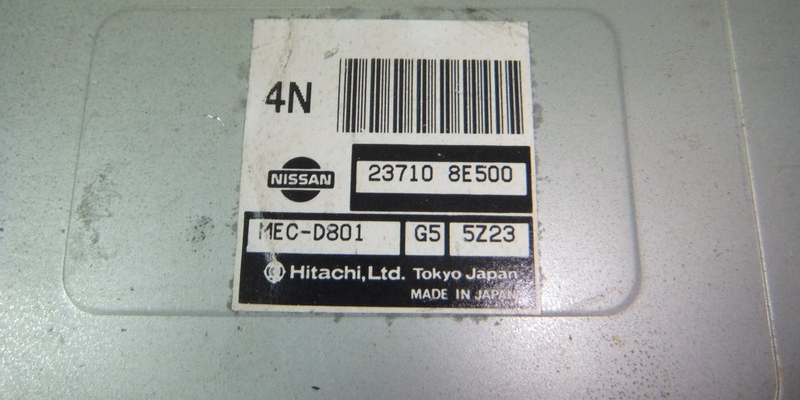 4N
NISSAN
23710 8E500
MEC-D801 G5 5Z23
Hitachi, Ltd. Tokyo Japan
MADE IN JAPAN